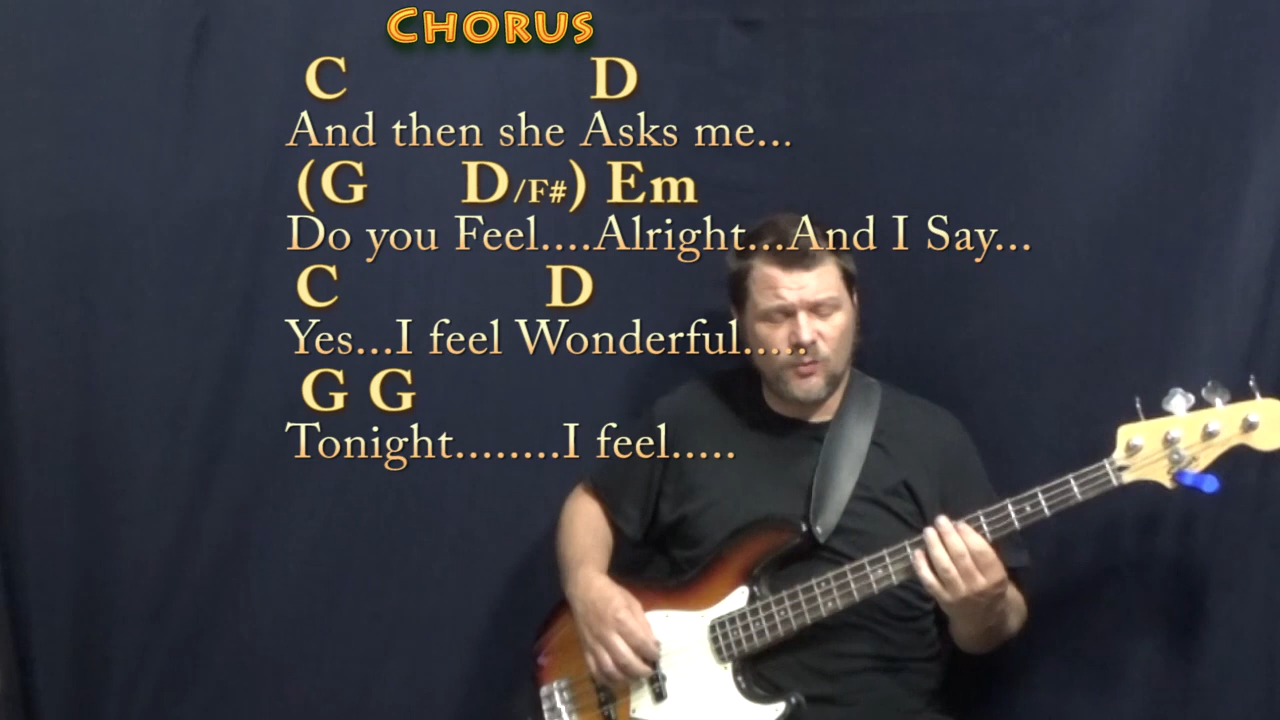 CHORUS
C D
And then she Asks me...
(G D/F#) Em
Do you Feel....Alright...And I Say...
C D
Yes...I feel Wonderful.....
G G
Tonight........I feel.....